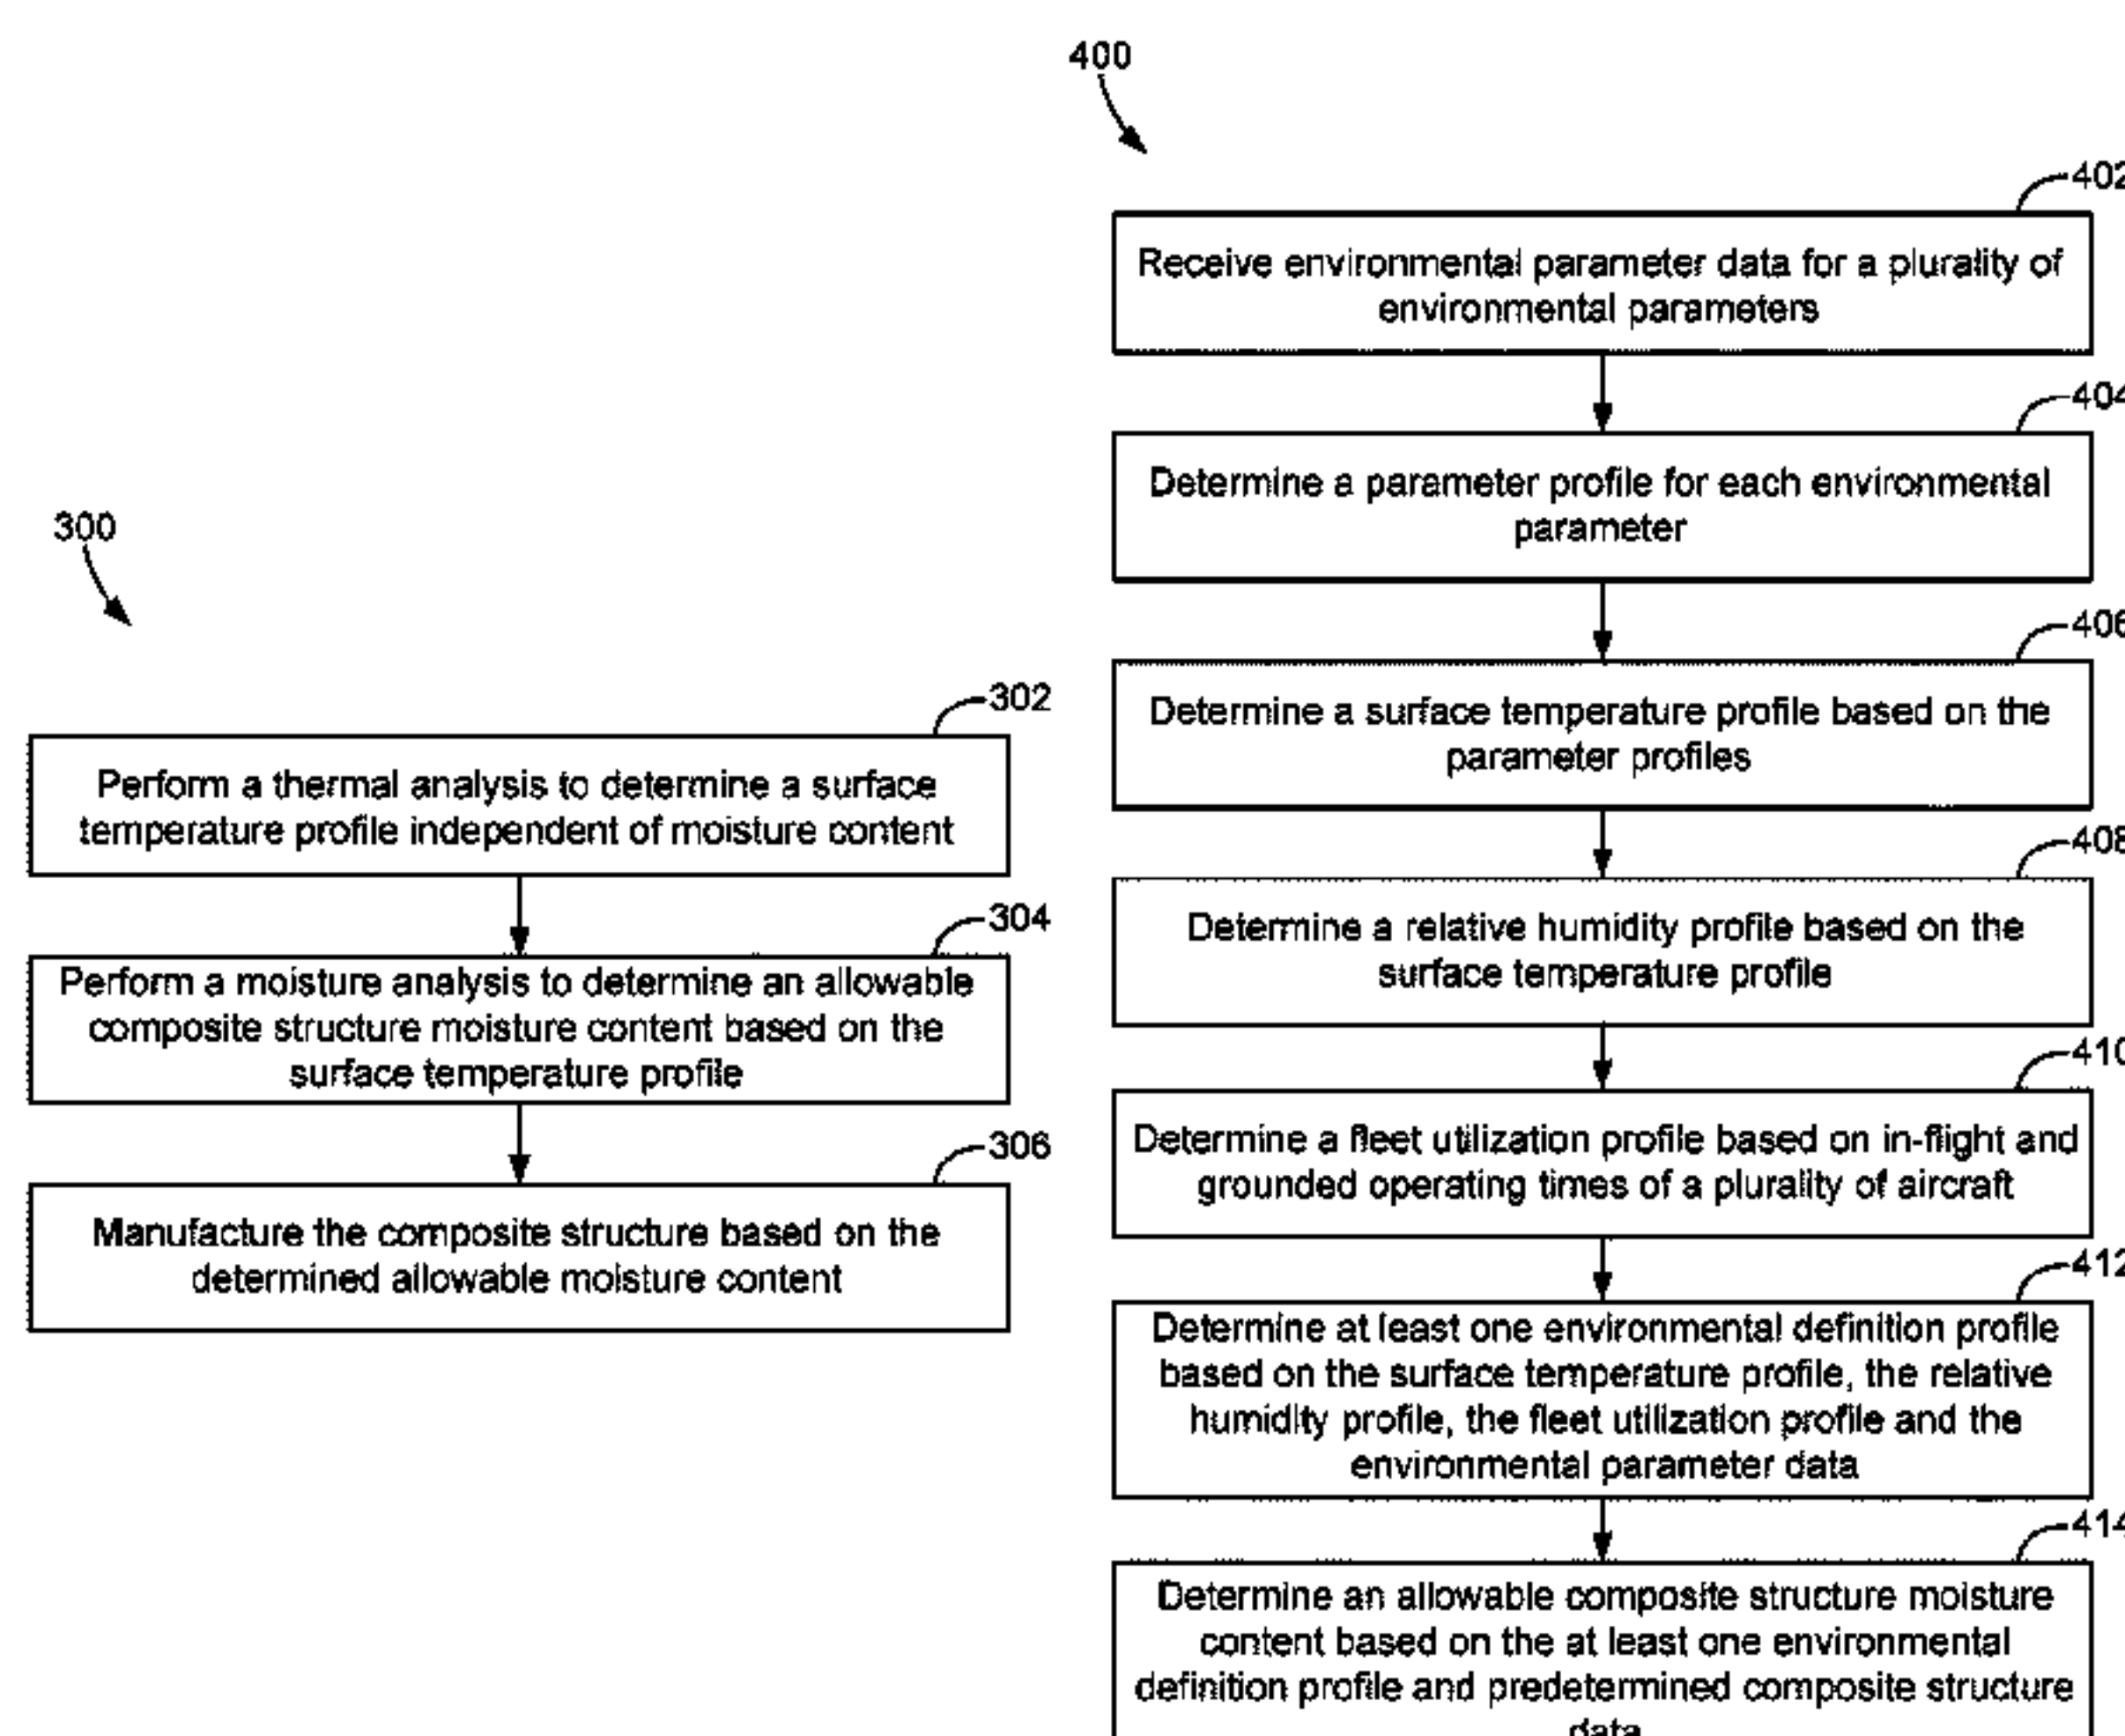 300
302
Perform a thermal analysis to determine a surface
temperature profile independent of moisture content
304
Perform a moisture analysis to determine an allowable
composite structure moisture content based on the
surface temperature profile
306
Manufacture the composite structure based on the
determined allowable moisture content
400
402
Receive environmental parameter data for a plurality of
environmental parameters
404
Determine a parameter profile for each environmental
parameter
406
Determine a surface temperature profile based on the
parameter profiles
408
Determine a relative humidity profile based on the
surface temperature profile
410
Determine a fleet utilization profile based on in-flight and
grounded operating times of a plurality of aircraft
412
Determine at least one environmental definition profile
based on the surface temperature profile, the relative
humidity profile, the fleet utilization profile and the
environmental parameter data
414
Determine an allowable composite structure moisture
content based on the at least one environmental
definition profile and predetermined composite structure
data